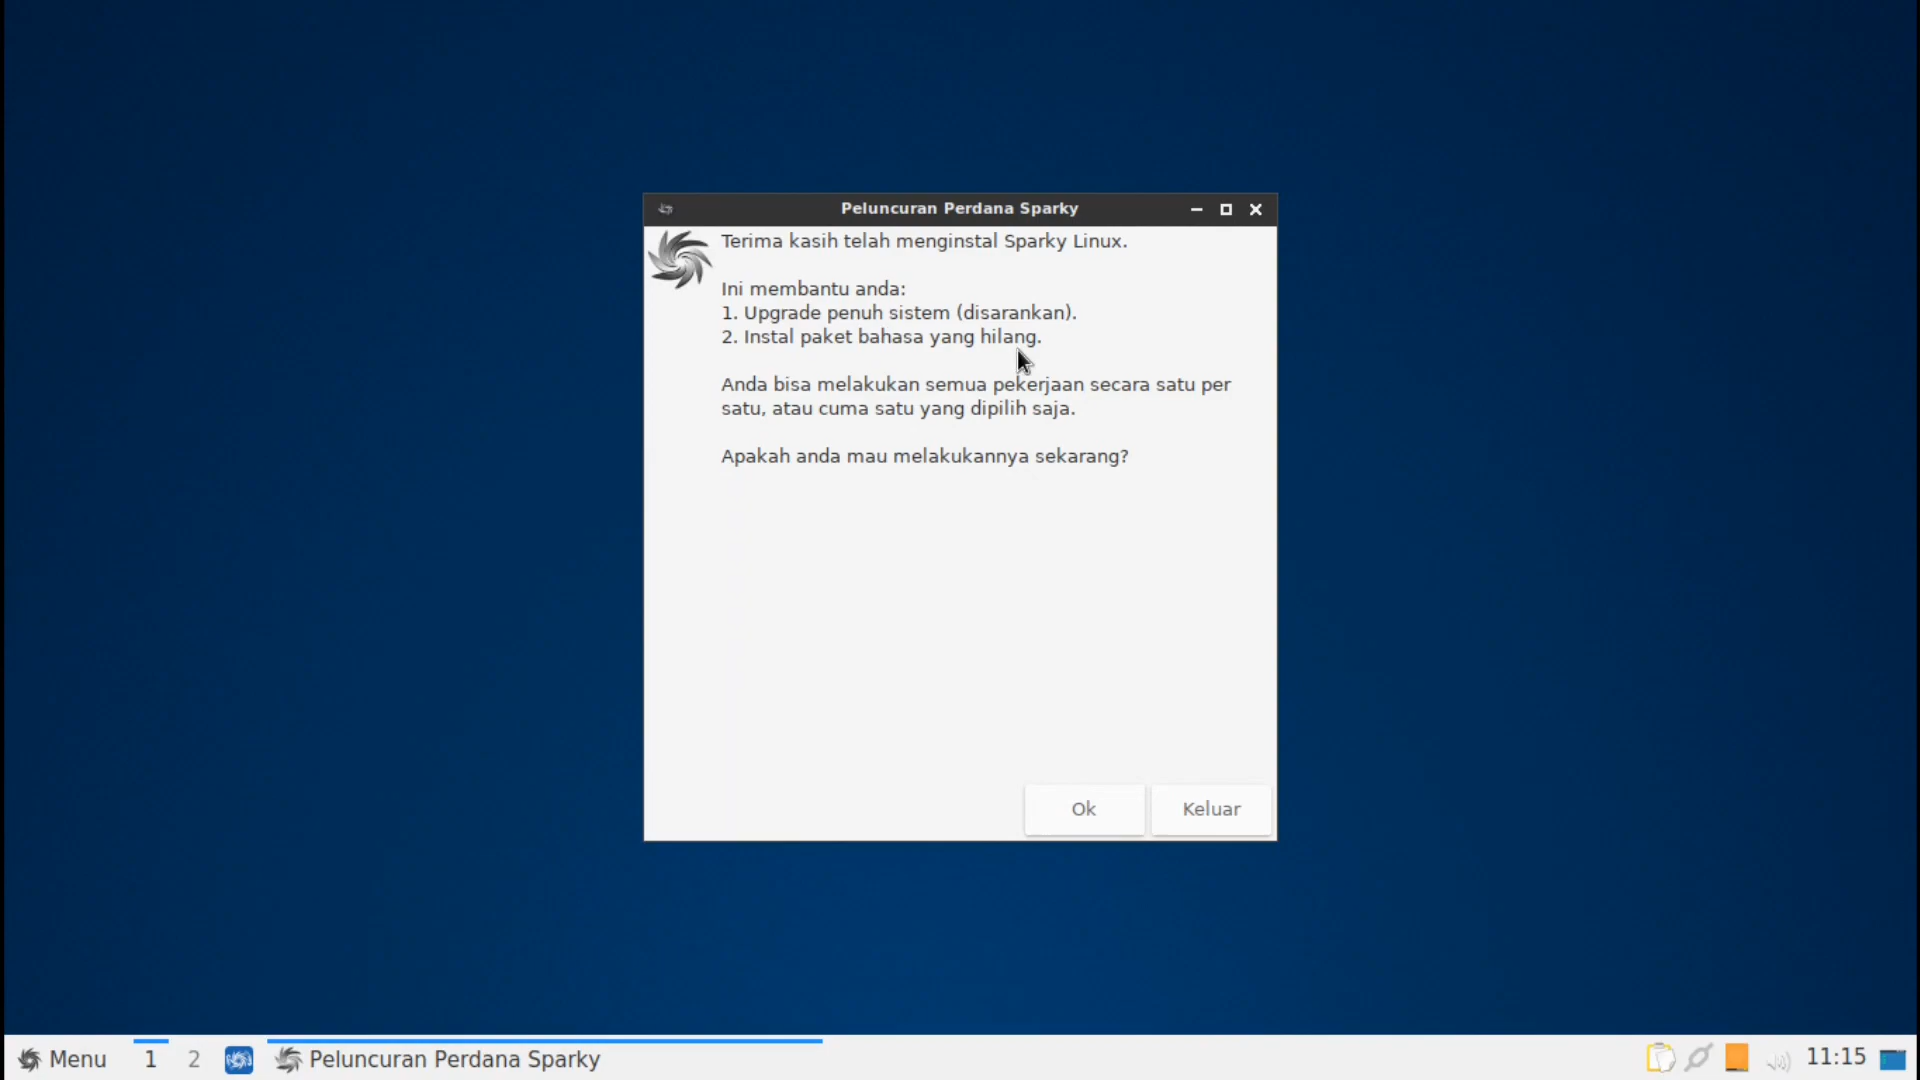 Peluncuran Perdana Sparky
Terima kasih telah menginstal Sparky Linux.
Ini membantu anda:
1. Upgrade penuh sistem (disarankan).
2. Instal paket bahasa yang hilang.
Anda bisa melakukan semua pekerjaan secara satu per
satu, atau cuma satu yang dipilih saja.
Apakah anda mau melakukannya sekarang?
Ok Keluar
Menu 1 2 Peluncuran Perdana Sparky 11:15